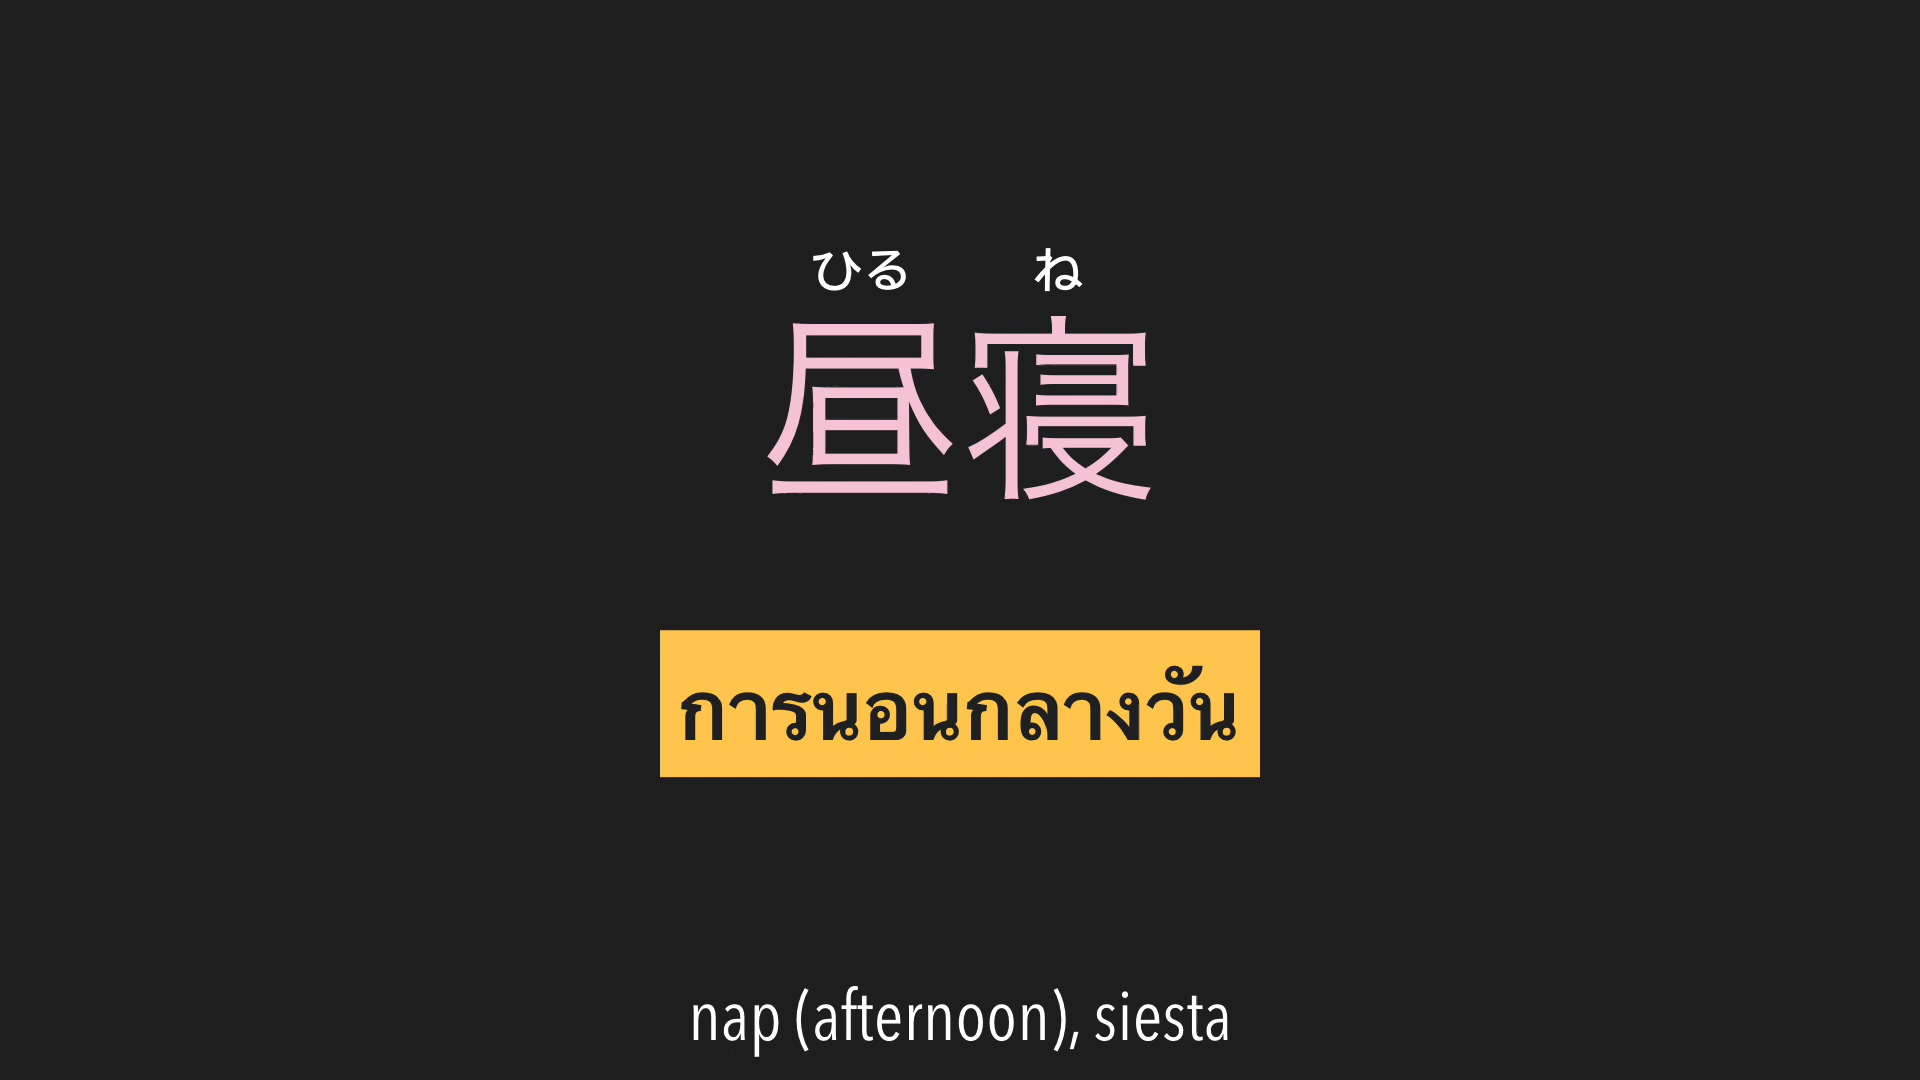 ひる ね
昼寝
การนอนกลางวัน
nap (afternoon), siesta